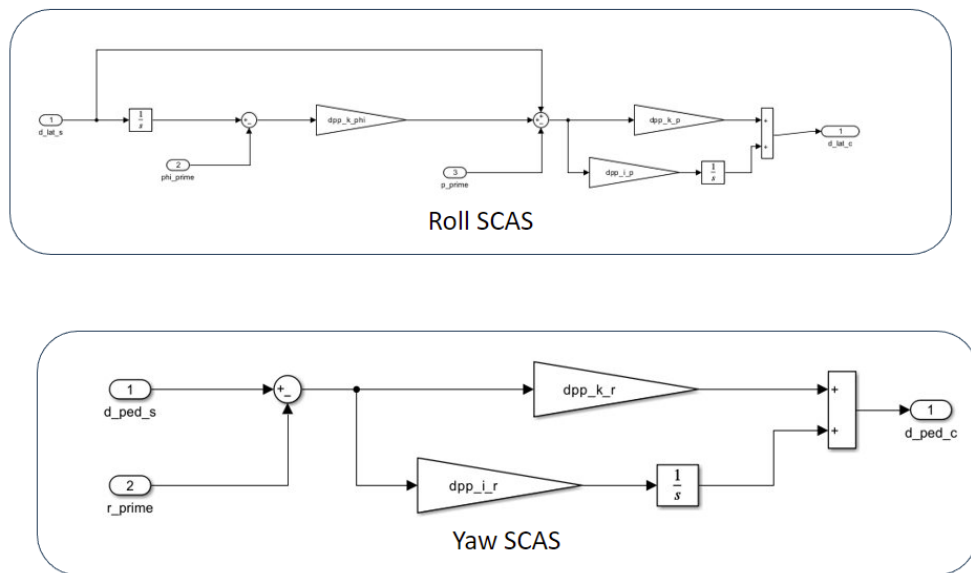 1
d_lat_s
1
s
+
-
2
phi_prime
dpp_k_phi
+
+
-
3
p_prime
dpp_k_p
dpp_i_p
1
s
+
+
1
d_lat_c
Roll SCAS
1
d_ped_s
+
-
2
r_prime
dpp_k_r
dpp_i_r
1
s
+
+
1
d_ped_c
Yaw SCAS